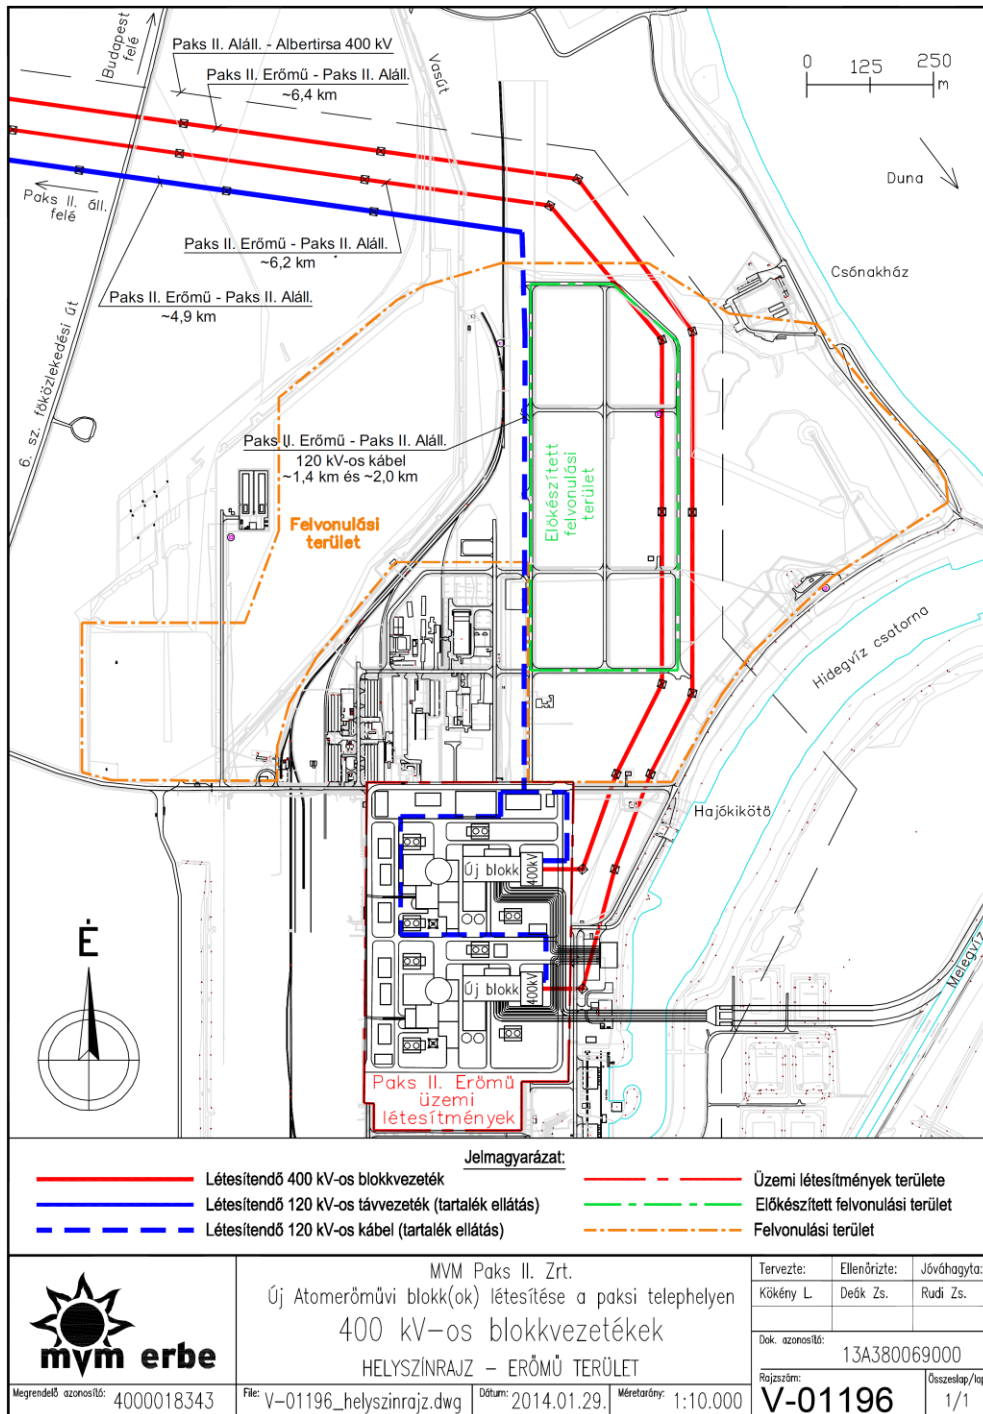 Budapest
felé
Paks II. Aláll. - Albertirsa 400 kV
Paks II. Erőmű - Paks II. Aláll.
~6,4 km
Vasút
0 125 250
m
Duna
Paks II. áll.
felé
Paks II. Erőmű - Paks II. Aláll.
~6,2 km
Csónakház
Paks II. Erőmű - Paks II. Aláll.
~4,9 km
6. sz. főközlekedési út
Paks II. Erőmű - Paks II. Aláll.
120 kV-os kábel
~1,4 km és ~2,0 km
Előkészített
felvonulási
terület
Felvonulási
terület
Hidegvíz csatorna
Hajókikötő
Új blokk
400kV
É
Új blokk
400kV
Melegvíz
Paks II. Erőmű
üzemi
létesítmények
Jelmagyarázat:
Létesítendő 400 kV-os blokkvezeték
Létesítendő 120 kV-os távvezeték (tartalék ellátás)
Létesítendő 120 kV-os kábel (tartalék ellátás)
Üzemi létesítmények területe
Előkészített felvonulási terület
Felvonulási terület
mvm erbe
MVM Paks II. Zrt.
Új Atomerőművi blokk(ok) létesítése a paksi telephelyen
400 kV-os blokkvezetékek
HELYSZÍNRAJZ - ERŐMŰ TERÜLET
Tervezte: Ellenőrizte: Jóváhagyta:
Kökény L. Deák Zs. Rudi Zs.
Dok. azonosító:
13A380069000
Megrendelő azonosító: 4000018343
File: V-01196_helyszinrajz.dwg
Dátum: 2014.01.29.
Méretarány: 1:10.000
Rajzszám:
V-01196
Összeslap/lap
1/1